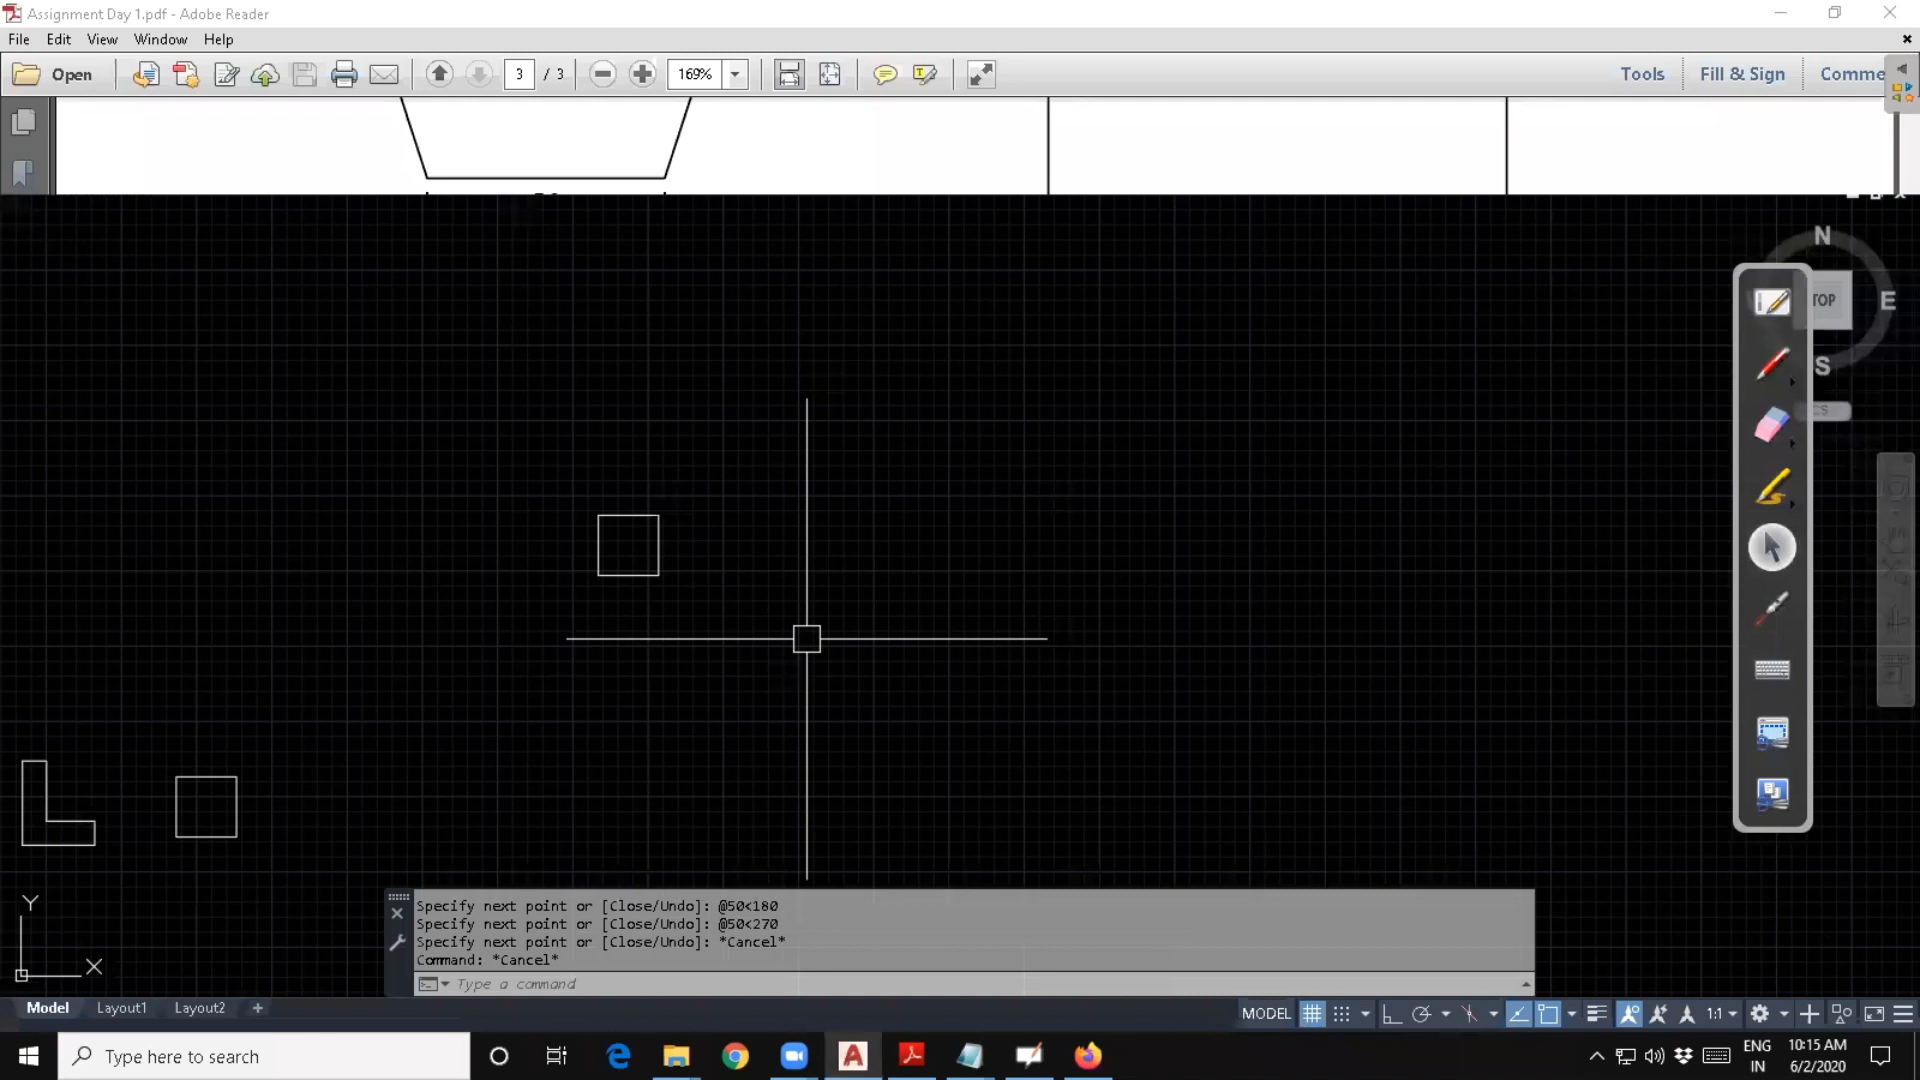 Assignment Day 1.pdf - Adobe Reader
File Edit View Window Help
Open 3 / 3 169% Tools Fill & Sign Comme
N
TOP E
S
Y
X
Specify next point or [Close/Undo]: @50<180
Specify next point or [Close/Undo]: @50<270
Specify next point or [Close/Undo]: *Cancel*
Command: *Cancel*
Type a command
Model Layout1 Layout2 + MODEL 1:1
Type here to search
ENG
IN
10:15 AM
6/2/2020